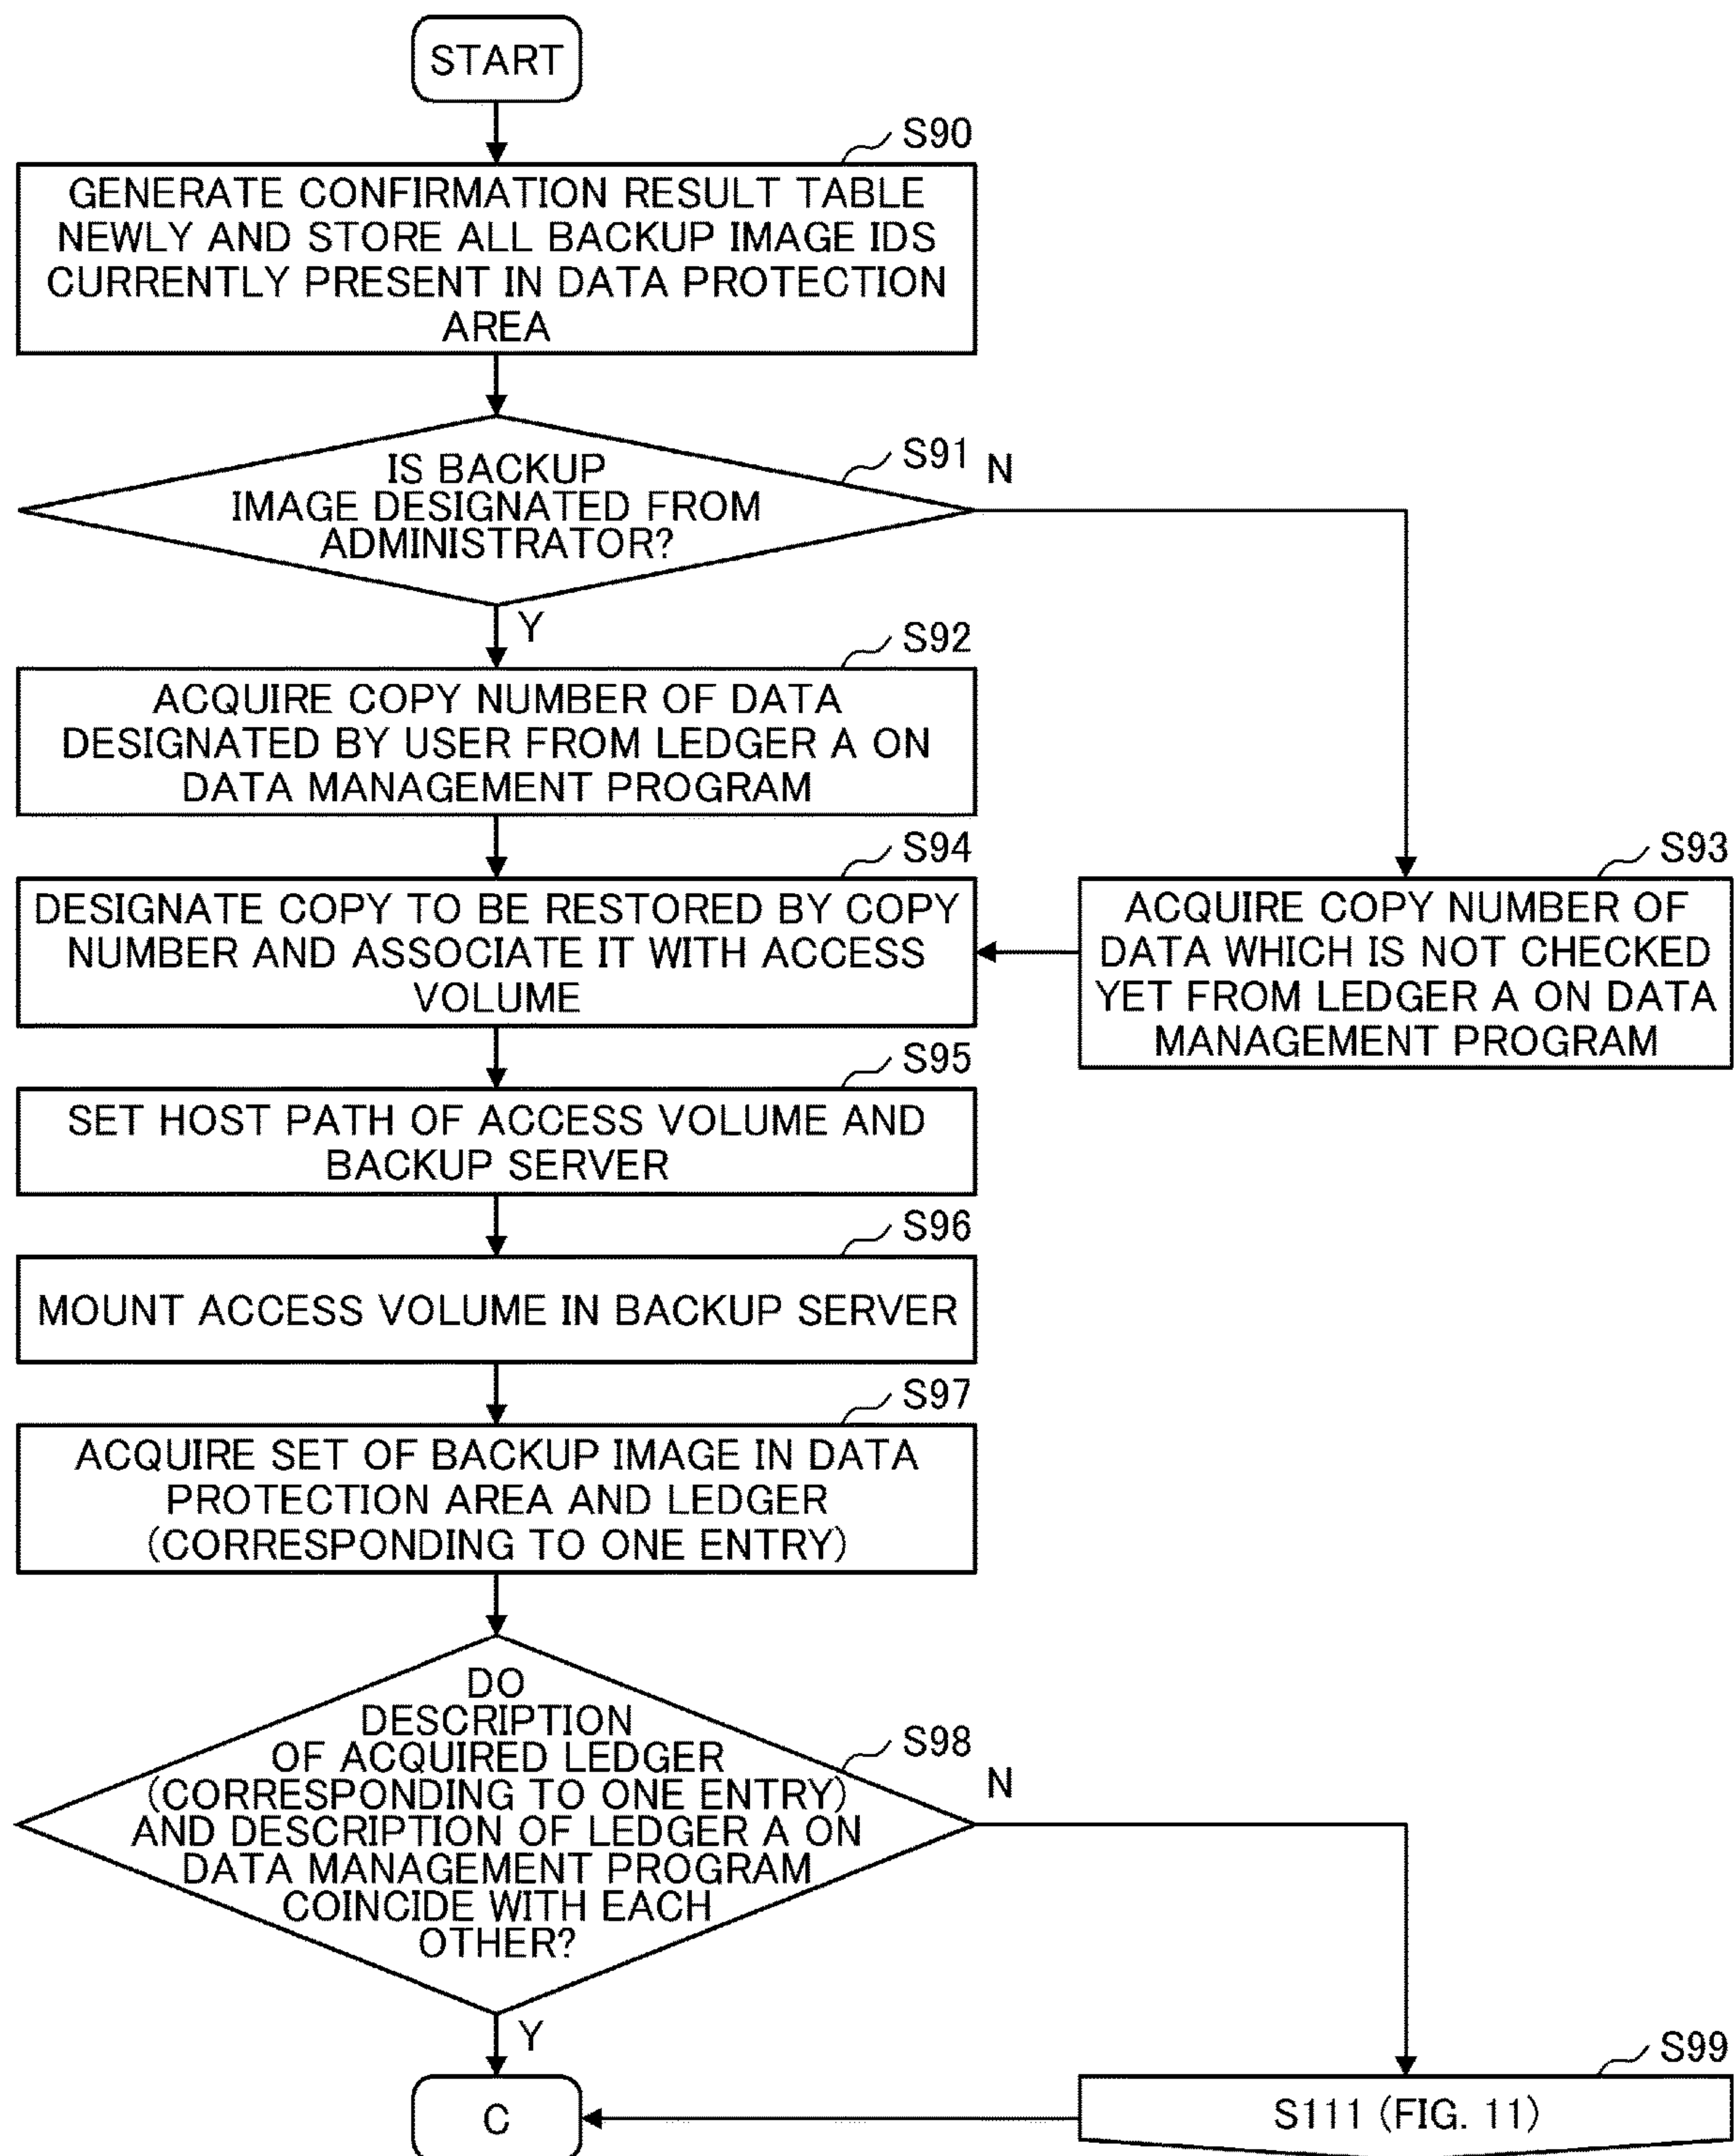 START
S90
GENERATE CONFIRMATION RESULT TABLE
NEWLY AND STORE ALL BACKUP IMAGE IDS
CURRENTLY PRESENT IN DATA PROTECTION
AREA
S91
N
IS BACKUP
IMAGE DESIGNATED FROM
ADMINISTRATOR?
Y
S92
ACQUIRE COPY NUMBER OF DATA
DESIGNATED BY USER FROM LEDGER A ON
DATA MANAGEMENT PROGRAM
S94
DESIGNATE COPY TO BE RESTORED BY COPY
NUMBER AND ASSOCIATE IT WITH ACCESS
VOLUME
S93
ACQUIRE COPY NUMBER OF
DATA WHICH IS NOT CHECKED
YET FROM LEDGER A ON DATA
MANAGEMENT PROGRAM
S95
SET HOST PATH OF ACCESS VOLUME AND
BACKUP SERVER
S96
MOUNT ACCESS VOLUME IN BACKUP SERVER
S97
ACQUIRE SET OF BACKUP IMAGE IN DATA
PROTECTION AREA AND LEDGER
(CORRESPONDING TO ONE ENTRY)
S98
N
DO
DESCRIPTION
OF ACQUIRED LEDGER
(CORRESPONDING TO ONE ENTRY)
AND DESCRIPTION OF LEDGER A ON
DATA MANAGEMENT PROGRAM
COINCIDE WITH EACH
OTHER?
Y
S99
C
S111 (FIG. 11)